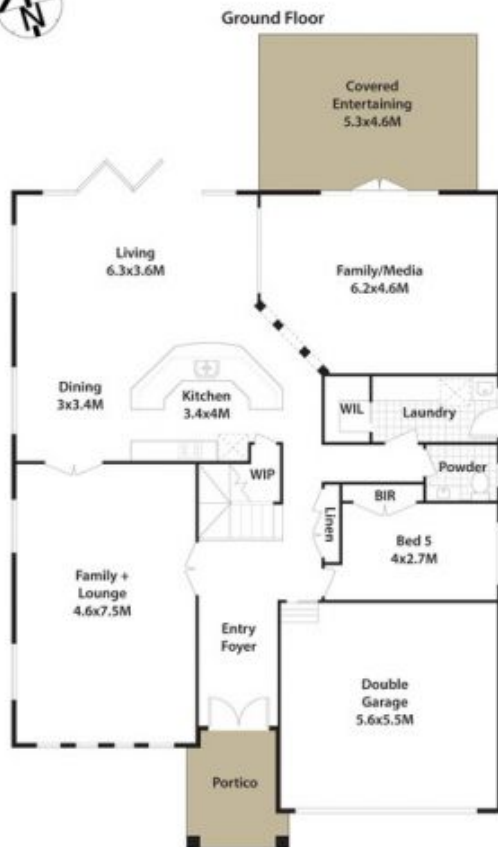 N
Ground Floor
Covered
Entertaining
5.3x4.6M
Living
6.3x3.6M
Family/Media
6.2x4.6M
Dining
3x3.4M
Kitchen
3.4x4M
WIL
Laundry
WIP
Powder
BIR
Linen
Bed 5
4x2.7M
Family +
Lounge
4.6x7.5M
Entry
Foyer
Double
Garage
5.6x5.5M
Portico